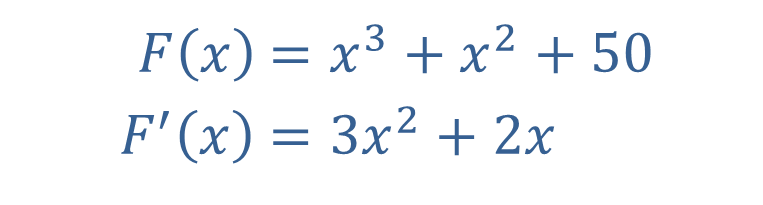 F(x) = x³ + x² + 50
F′(x) = 3x² + 2x